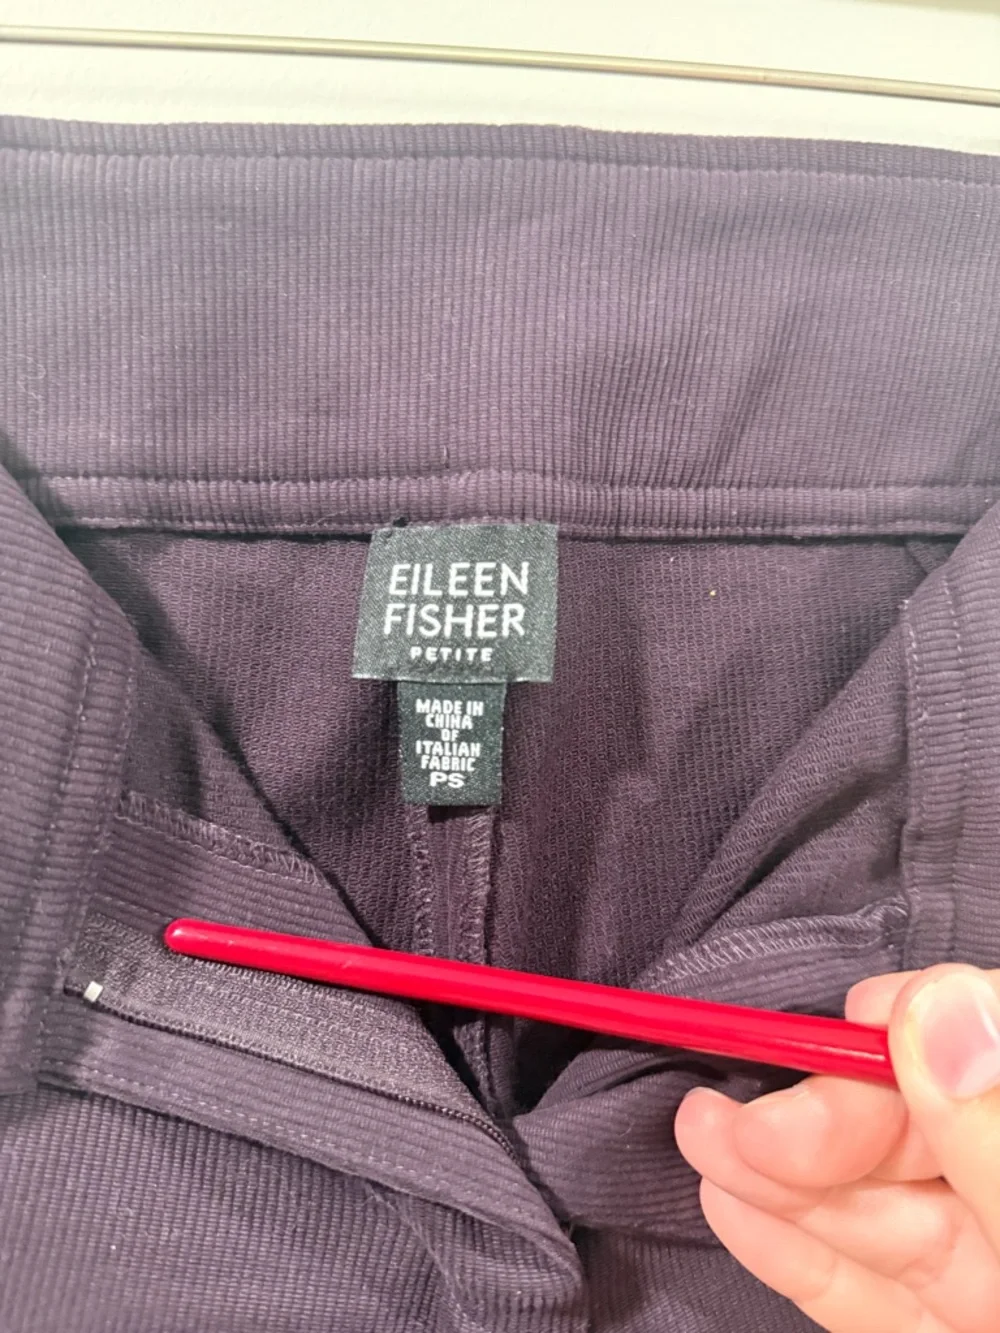 EILEEN
FISHER
PETITE
MADE IN
CHINA
OF
ITALIAN
FABRIC
PS